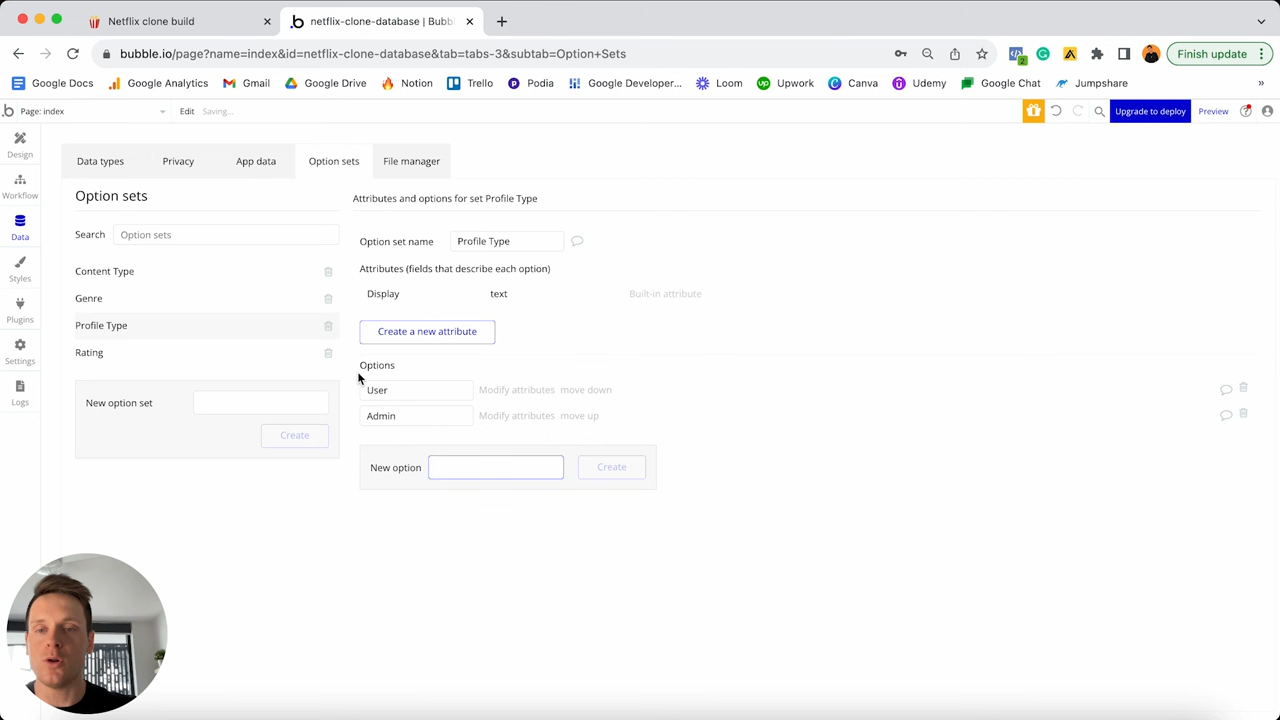 Netflix clone build
netflix-clone-database | Bubbl
bubble.io/page?name=index&id=netflix-clone-database&tab=tabs-3&subtab=Option+Sets
Finish update
Google Docs
Google Analytics
Gmail
Google Drive
Notion
Trello
Podia
Google Developer...
Loom
Upwork
Canva
Udemy
Google Chat
Jumpshare
»
Page: index
Edit
Saving...
Upgrade to deploy
Preview
Design
Workflow
Data
Styles
Plugins
Settings
Logs
Data types
Privacy
App data
Option sets
File manager
Option sets
Search
Option sets
Content Type
Genre
Profile Type
Rating
New option set
Create
Attributes and options for set Profile Type
Option set name
Profile Type
Attributes (fields that describe each option)
Display
text
Built-in attribute
Create a new attribute
Options
User
Modify attributes
move down
Admin
Modify attributes
move up
New option
Create